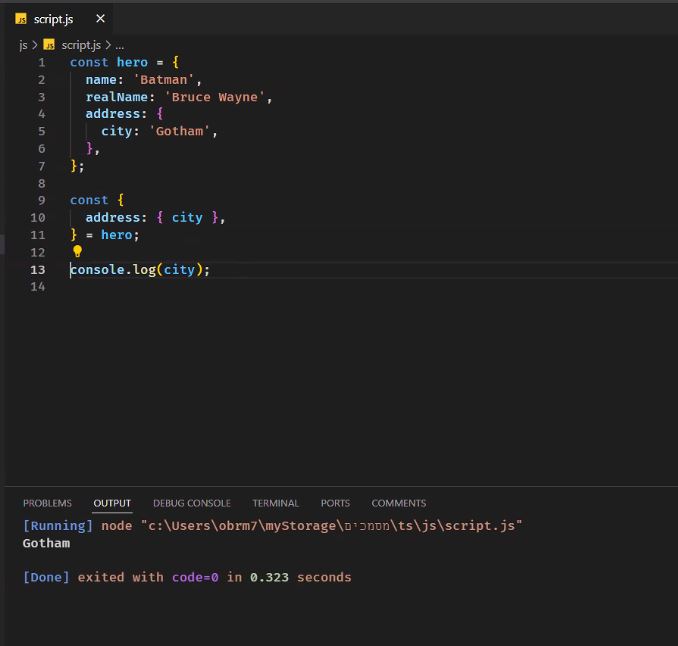 JS script.js ✕
js > JS script.js > ...
1 const hero = {
2   name: 'Batman',
3   realName: 'Bruce Wayne',
4   address: {
5     city: 'Gotham',
6   },
7 };
8
9 const {
10   address: { city },
11 } = hero;
12
13 console.log(city);
14
PROBLEMS OUTPUT DEBUG CONSOLE TERMINAL PORTS COMMENTS
[Running] node "c:\Users\obrm7\myStorage\מסמכים\ts\js\script.js"
Gotham
[Done] exited with code=0 in 0.323 seconds